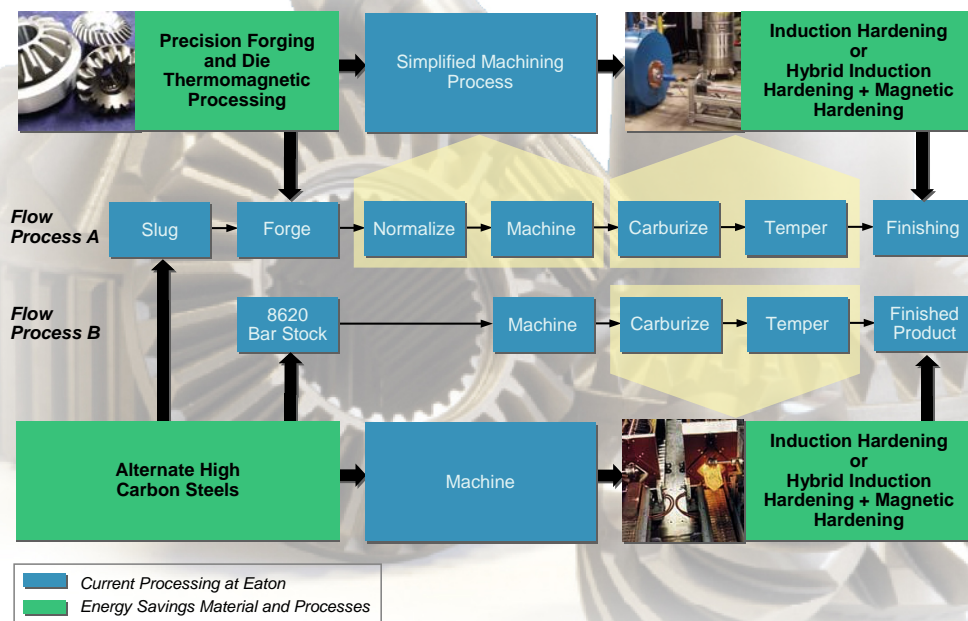 Precision Forging
and Die
Thermomagnetic
Processing
Simplified Machining
Process
Induction Hardening
or
Hybrid Induction
Hardening + Magnetic
Hardening
Flow
Process A
Slug
Forge
Normalize
Machine
Carburize
Temper
Finishing
Flow
Process B
8620
Bar Stock
Machine
Carburize
Temper
Finished
Product
Alternate High
Carbon Steels
Machine
Induction Hardening
or
Hybrid Induction
Hardening + Magnetic
Hardening
Current Processing at Eaton
Energy Savings Material and Processes